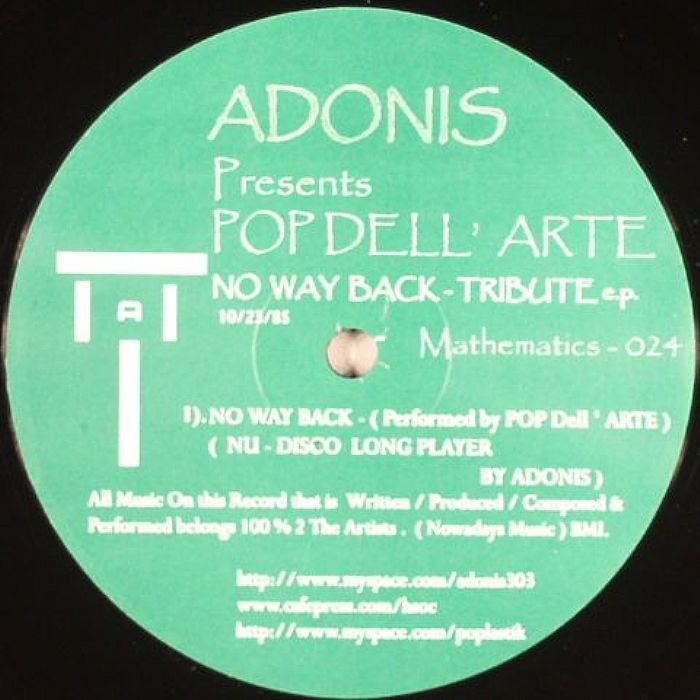 ADONIS
Presents
POP DELL' ARTE
NO WAY BACK - TRIBUTE e.p.
10/23/85
A
Mathematics - 024
1). NO WAY BACK - ( Performed by POP Dell ' ARTE )
( NU - DISCO LONG PLAYER
BY ADONIS )
All Music On this Record that is Written / Produced / Composed &
Performed belongs 100 % 2 The Artists . ( Nowadays Music ) BMI.
http://www.myspace.com/adonis303
www.cafepress.com/hsoc
http://www.myspace.com/poplastik